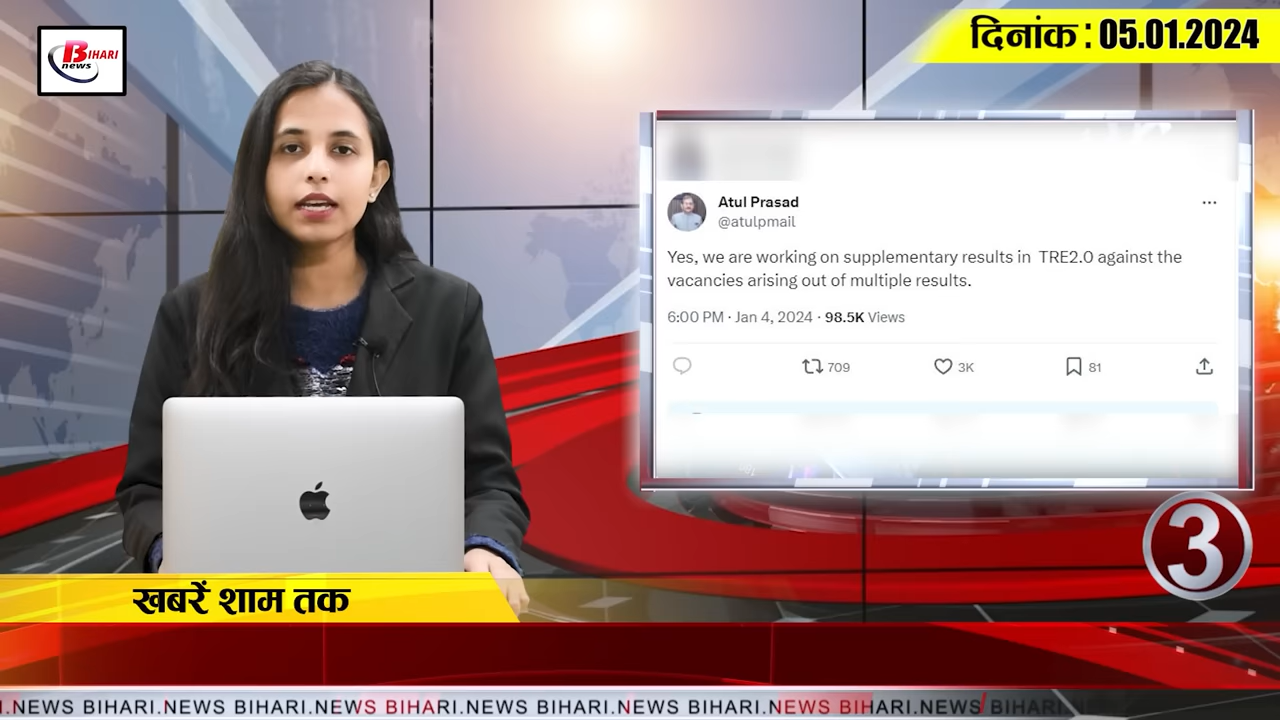 BIHARI
news
दिनांक : 05.01.2024
Atul Prasad
@atulpmail
Yes, we are working on supplementary results in TRE2.0 against the
vacancies arising out of multiple results.
6:00 PM · Jan 4, 2024 · 98.5K Views
709
3K
81
3
खबरें शाम तक
I.NEWS BIHARI.NEWS BIHARI.NEWS BIHARI.NEWS BIHARI.NEWS BIHARI.NEWS BIHARI.NEWS BIHARI